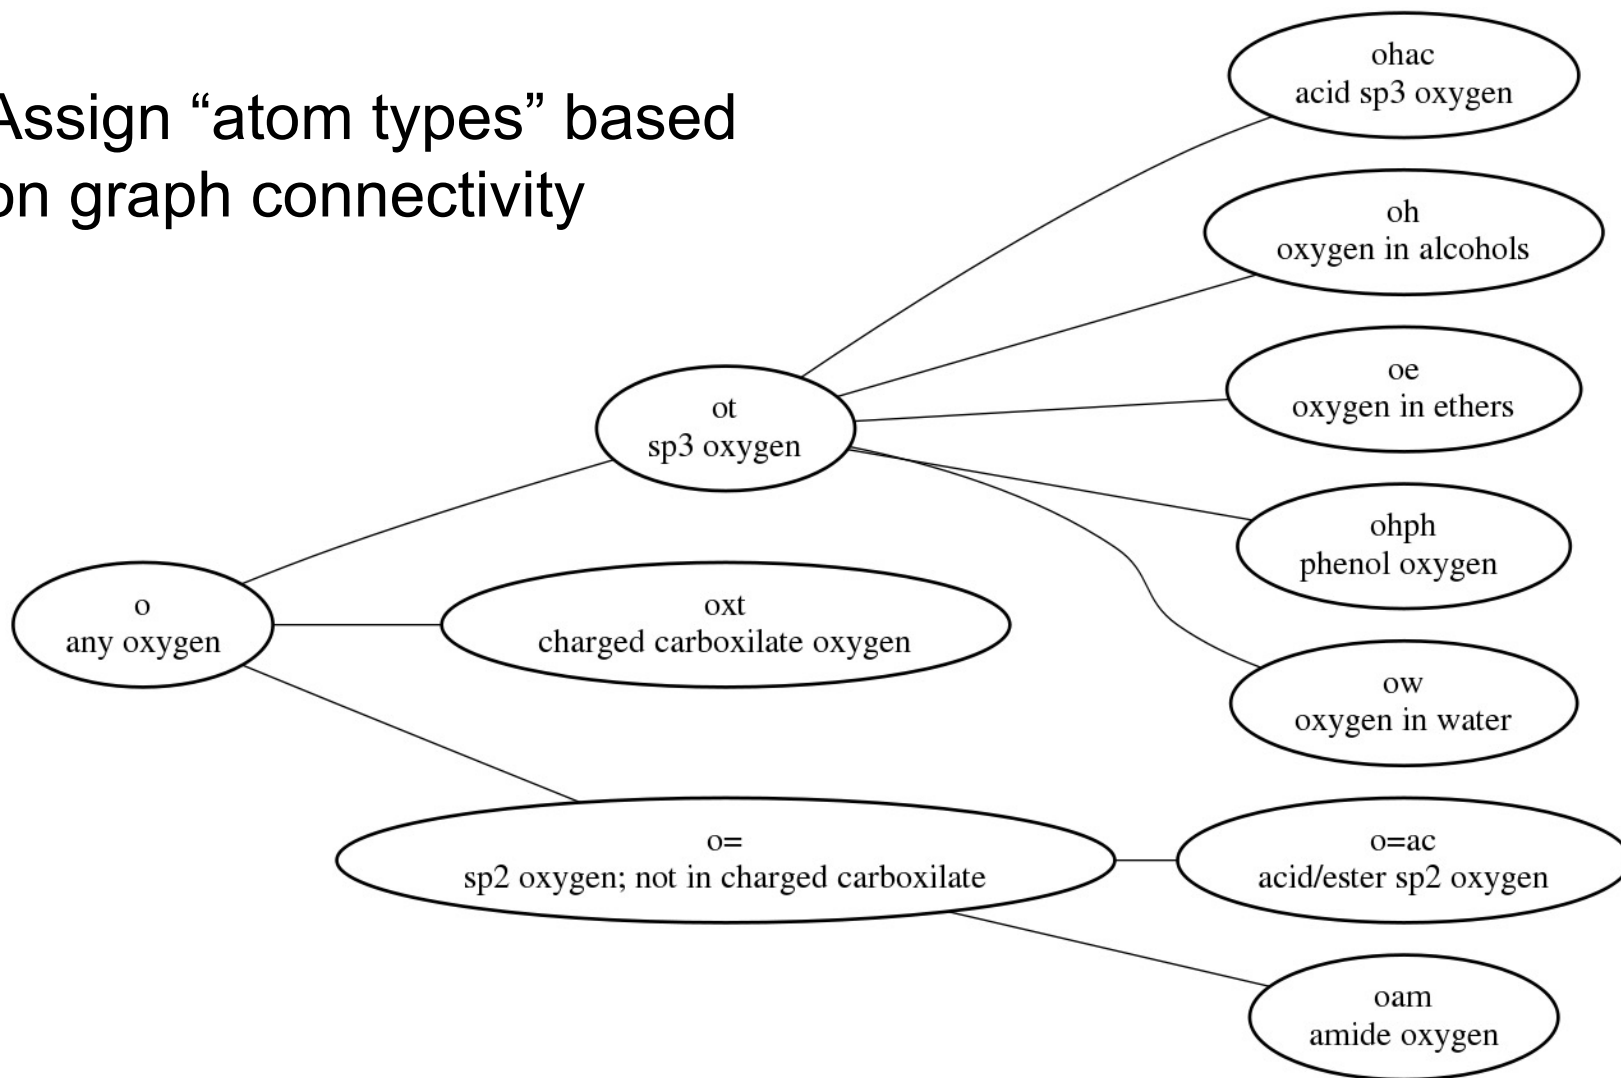 Assign “atom types” based
on graph connectivity
ohac
acid sp3 oxygen
oh
oxygen in alcohols
oe
oxygen in ethers
ot
sp3 oxygen
ohph
phenol oxygen
o
any oxygen
oxt
charged carboxilate oxygen
ow
oxygen in water
o=
sp2 oxygen; not in charged carboxilate
o=ac
acid/ester sp2 oxygen
oam
amide oxygen